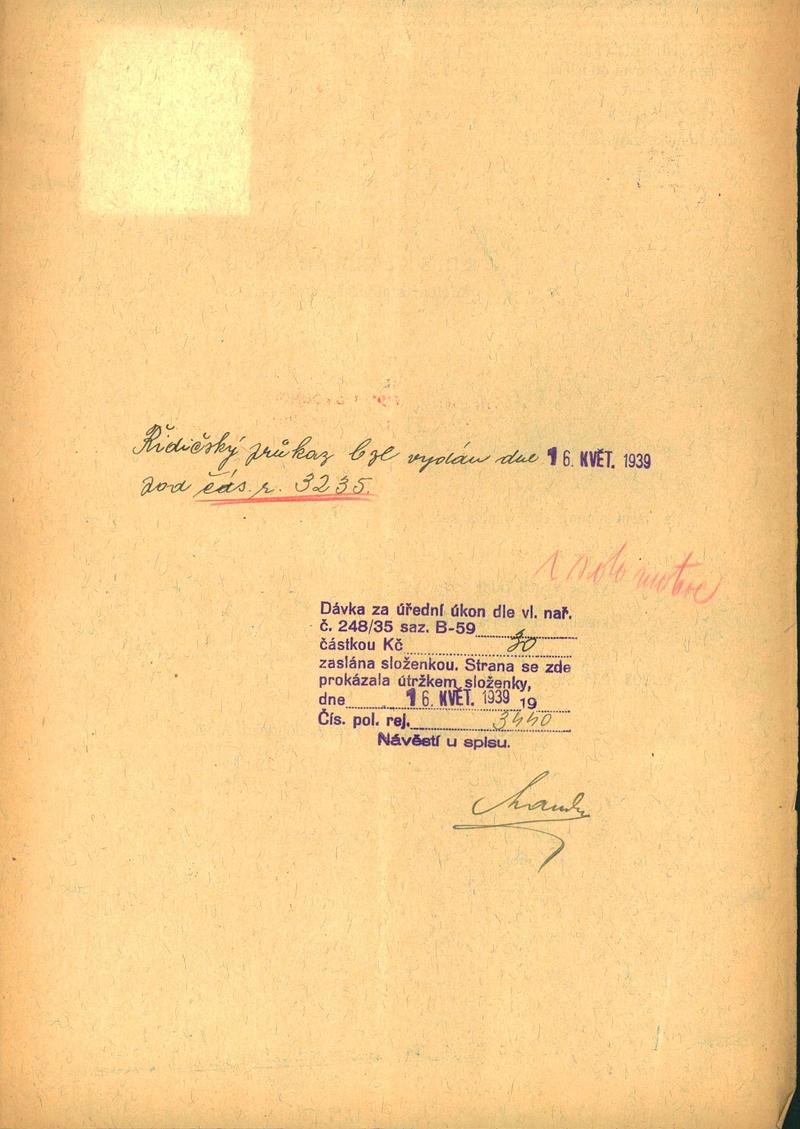 Řidičský průkaz byl vydán dne 16. KVĚT. 1939
pod čís. r. 3235.
Dávka za úřední úkon dle vl. nař.
č. 248/35 saz. B-59 30
částkou Kč
zaslána složenkou. Strana se zde
prokázala útržkem složenky,
dne 16. KVĚT. 1939 19
Čís. pol. rej. 3440
Návěstí u spisu.